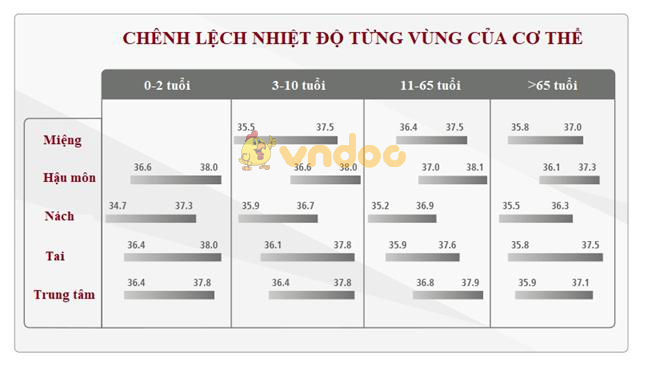 CHÊNH LỆCH NHIỆT ĐỘ TỪNG VÙNG CỦA CƠ THỂ
0-2 tuổi 3-10 tuổi 11-65 tuổi >65 tuổi
Miệng 35.5 37.5 36.4 37.5 35.8 37.0
vndoc
Hậu môn 36.6 38.0 36.6 38.0 37.0 38.1 36.1 37.3
Nách 34.7 37.3 35.9 36.7 35.2 36.9 35.5 36.3
Tai 36.4 38.0 36.1 37.8 35.9 37.6 35.8 37.5
Trung tâm 36.4 37.8 36.4 37.8 36.8 37.9 35.9 37.1